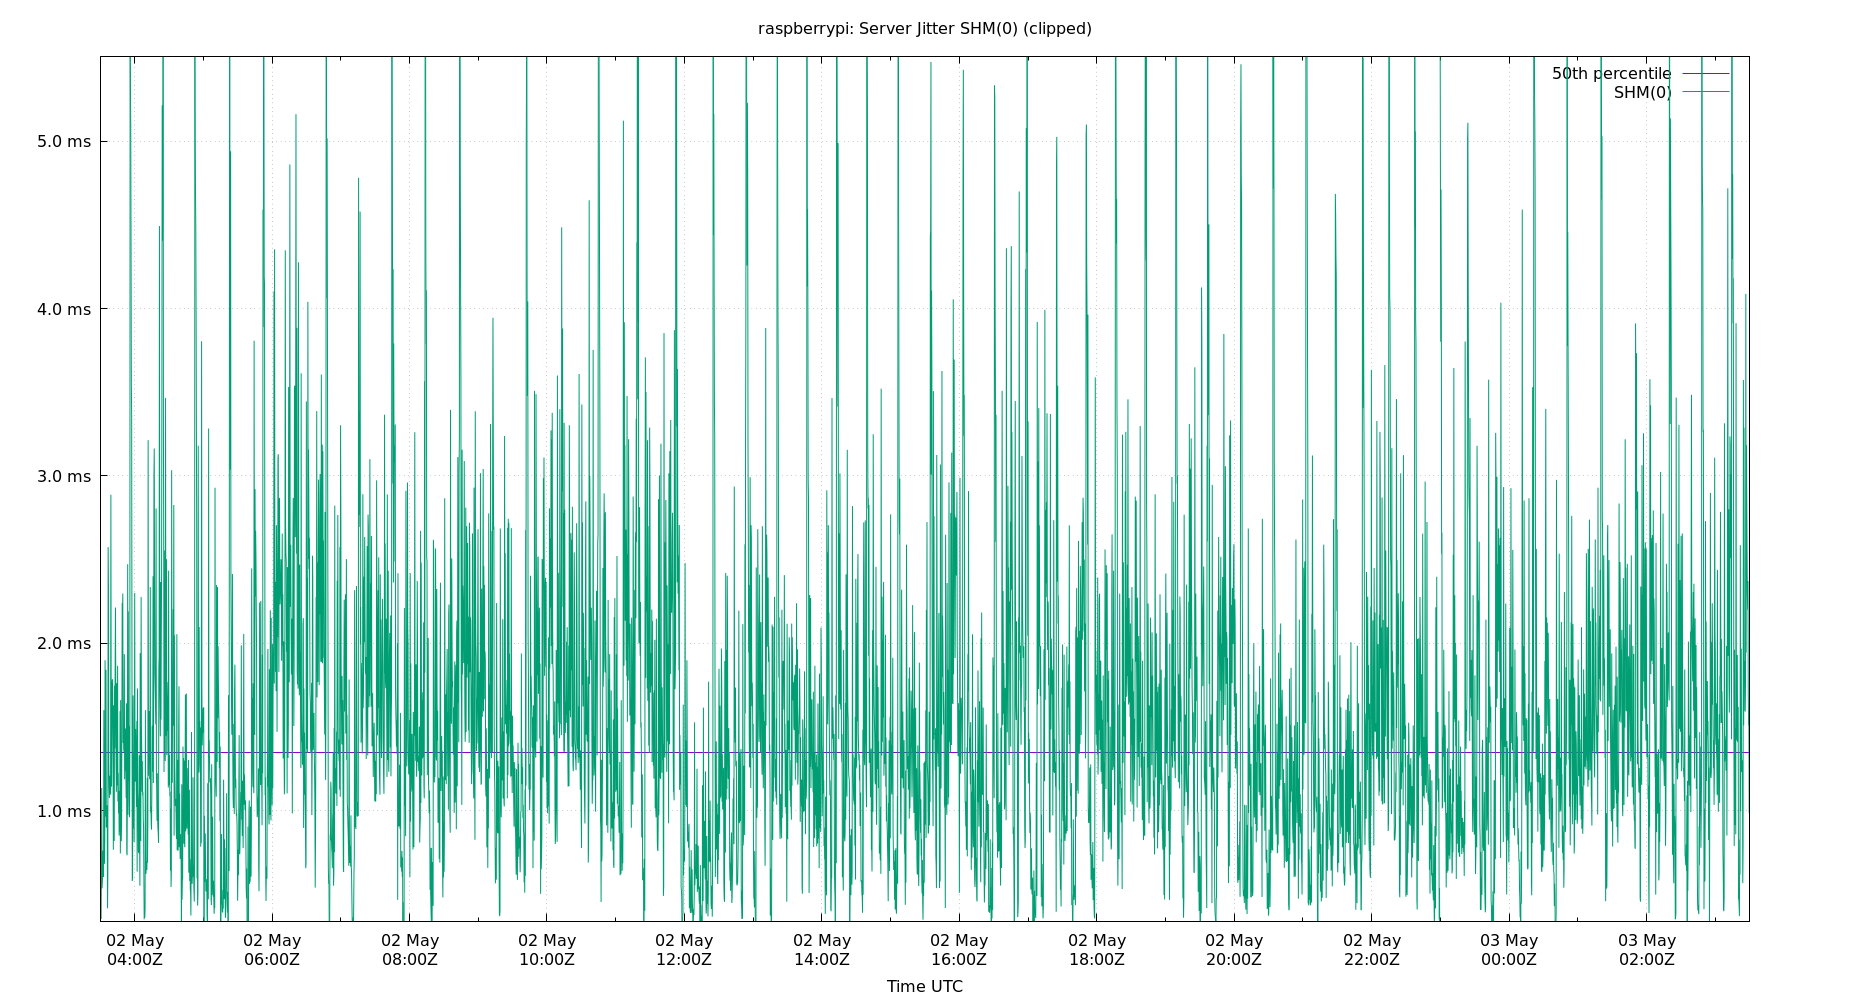 raspberrypi: Server Jitter SHM(0) (clipped)
50th percentile
SHM(0)
5.0 ms
4.0 ms
3.0 ms
2.0 ms
1.0 ms
02 May 02 May 02 May 02 May 02 May 02 May 02 May 02 May 02 May 02 May 03 May 03 May
04:00Z 06:00Z 08:00Z 10:00Z 12:00Z 14:00Z 16:00Z 18:00Z 20:00Z 22:00Z 00:00Z 02:00Z
Time UTC